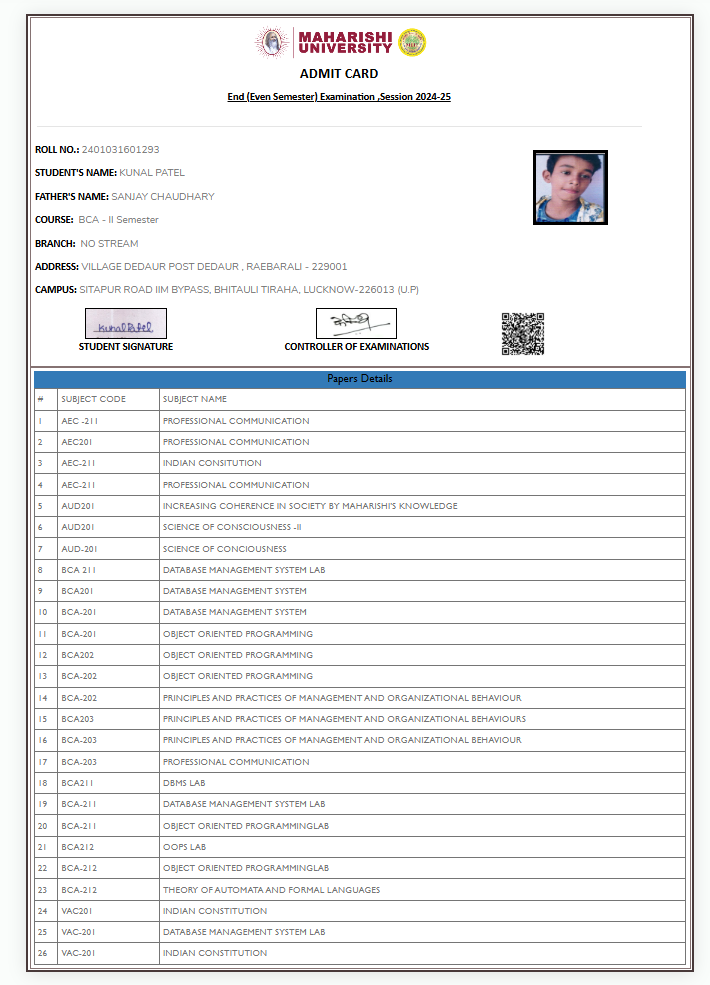 MAHARISHI
UNIVERSITY
ADMIT CARD
End (Even Semester) Examination ,Session 2024-25
ROLL NO.: 2401031601293
STUDENT'S NAME: KUNAL PATEL
FATHER'S NAME: SANJAY CHAUDHARY
COURSE: BCA - II Semester
BRANCH: NO STREAM
ADDRESS: VILLAGE DEDAUR POST DEDAUR , RAEBARALI - 229001
CAMPUS: SITAPUR ROAD IIM BYPASS, BHITAULI TIRAHA, LUCKNOW-226013 (U.P)
Kunal Patel
STUDENT SIGNATURE CONTROLLER OF EXAMINATIONS
Papers Details
# SUBJECT CODE SUBJECT NAME
1 AEC -211 PROFESSIONAL COMMUNICATION
2 AEC201 PROFESSIONAL COMMUNICATION
3 AEC-211 INDIAN CONSITUTION
4 AEC-211 PROFESSIONAL COMMUNICATION
5 AUD201 INCREASING COHERENCE IN SOCIETY BY MAHARISHI'S KNOWLEDGE
6 AUD201 SCIENCE OF CONSCIOUSNESS -II
7 AUD-201 SCIENCE OF CONCIOUSNESS
8 BCA 211 DATABASE MANAGEMENT SYSTEM LAB
9 BCA201 DATABASE MANAGEMENT SYSTEM
10 BCA-201 DATABASE MANAGEMENT SYSTEM
11 BCA-201 OBJECT ORIENTED PROGRAMMING
12 BCA202 OBJECT ORIENTED PROGRAMMING
13 BCA-202 OBJECT ORIENTED PROGRAMMING
14 BCA-202 PRINCIPLES AND PRACTICES OF MANAGEMENT AND ORGANIZATIONAL BEHAVIOUR
15 BCA203 PRINCIPLES AND PRACTICES OF MANAGEMENT AND ORGANIZATIONAL BEHAVIOURS
16 BCA-203 PRINCIPLES AND PRACTICES OF MANAGEMENT AND ORGANIZATIONAL BEHAVIOUR
17 BCA-203 PROFESSIONAL COMMUNICATION
18 BCA211 DBMS LAB
19 BCA-211 DATABASE MANAGEMENT SYSTEM LAB
20 BCA-211 OBJECT ORIENTED PROGRAMMINGLAB
21 BCA212 OOPS LAB
22 BCA-212 OBJECT ORIENTED PROGRAMMINGLAB
23 BCA-212 THEORY OF AUTOMATA AND FORMAL LANGUAGES
24 VAC201 INDIAN CONSTITUTION
25 VAC-201 DATABASE MANAGEMENT SYSTEM LAB
26 VAC-201 INDIAN CONSTITUTION